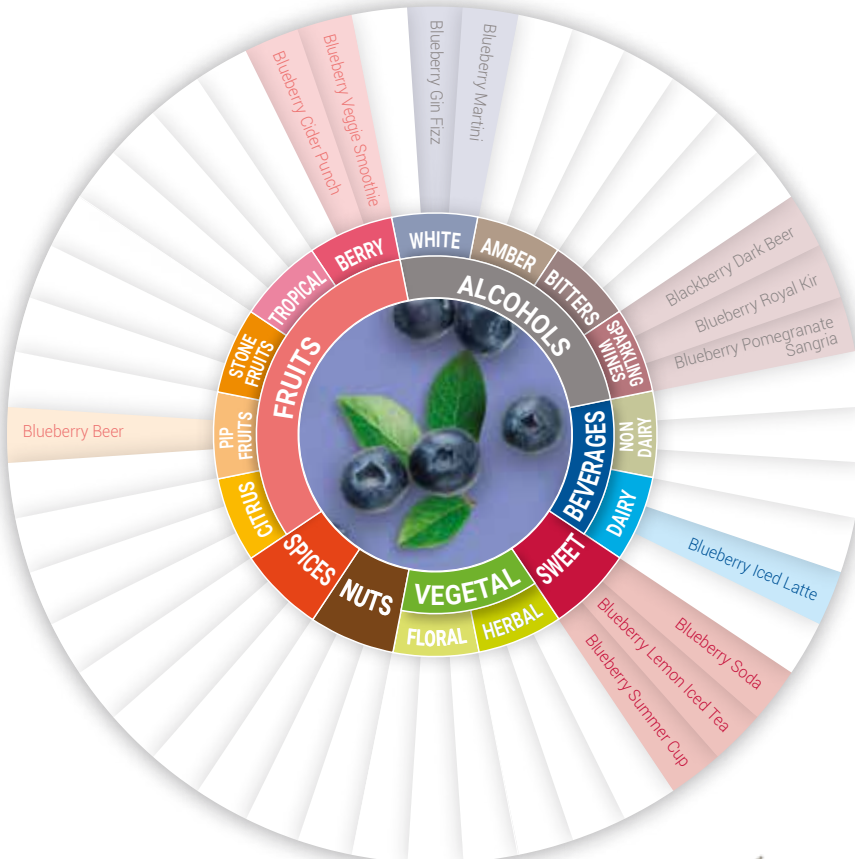 Blueberry Cider Punch
Blueberry Veggie Smoothie
Blueberry Gin Fizz
Blueberry Martini
Blackberry Dark Beer
Blueberry Royal Kir
Blueberry Pomegranate
Sangria
Blueberry Iced Latte
Blueberry Soda
Blueberry Lemon Iced Tea
Blueberry Summer Cup
Blueberry Beer
WHITE
AMBER
BITTERS
SPARKLING
WINES
NON
DAIRY
DAIRY
SWEET
HERBAL
FLORAL
NUTS
SPICES
CITRUS
PIP
FRUITS
STONE
FRUITS
TROPICAL
BERRY
ALCOHOLS
BEVERAGES
VEGETAL
FRUITS